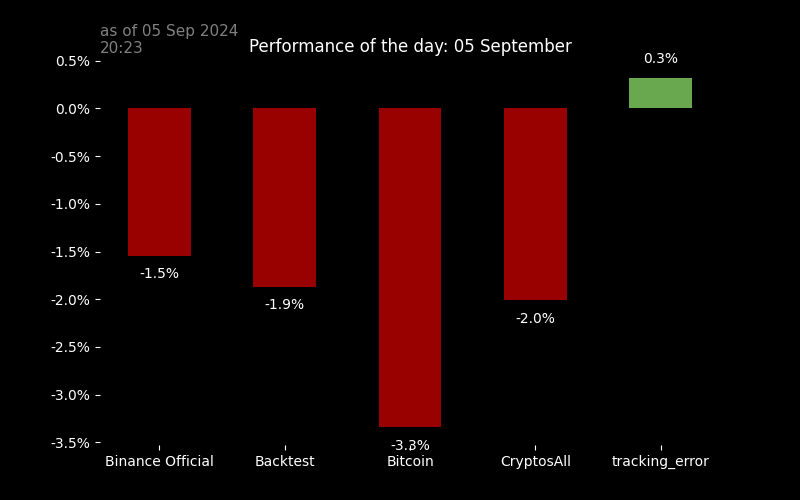 as of 05 Sep 2024
20:23
Performance of the day: 05 September
0.5%
0.0%
-0.5%
-1.0%
-1.5%
-2.0%
-2.5%
-3.0%
-3.5%
-1.5%
-1.9%
-3.3%
-2.0%
0.3%
Binance Official
Backtest
Bitcoin
CryptosAll
tracking_error